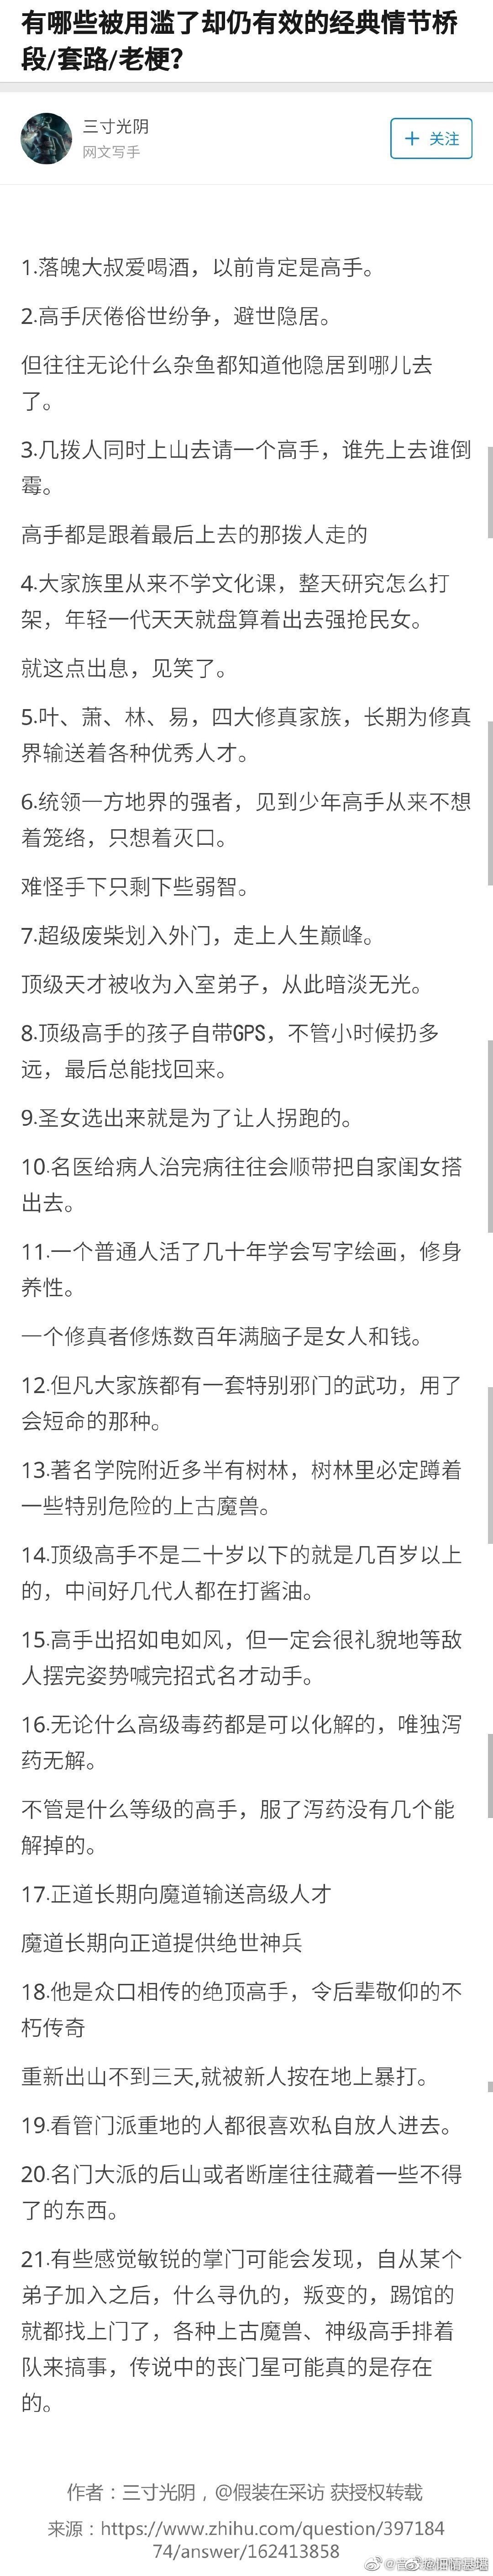 有哪些被用滥了却仍有效的经典情节桥
段/套路/老梗?
三寸光阴
网文写手
+ 关注
1.落魄大叔爱喝酒，以前肯定是高手。
2.高手厌倦俗世纷争，避世隐居。
但往往无论什么杂鱼都知道他隐居到哪儿去
了。
3.几拨人同时上山去请一个高手，谁先上去谁倒
霉。
高手都是跟着最后上去的那拨人走的
4.大家族里从来不学文化课，整天研究怎么打
架，年轻一代天天就盘算着出去强抢民女。
就这点出息，见笑了。
5.叶、萧、林、易，四大修真家族，长期为修真
界输送着各种优秀人才。
6.统领一方地界的强者，见到少年高手从来不想
着笼络，只想着灭口。
难怪手下只剩下些弱智。
7.超级废柴划入外门，走上人生巅峰。
顶级天才被收为入室弟子，从此暗淡无光。
8.顶级高手的孩子自带GPS，不管小时候扔多
远，最后总能找回来。
9.圣女选出来就是为了让人拐跑的。
10.名医给病人治完病往往会顺带把自家闺女搭
出去。
11.一个普通人活了几十年学会写字绘画，修身
养性。
一个修真者修炼数百年满脑子是女人和钱。
12.但凡大家族都有一套特别邪门的武功，用了
会短命的那种。
13.著名学院附近多半有树林，树林里必定蹲着
一些特别危险的上古魔兽。
14.顶级高手不是二十岁以下的就是几百岁以上
的，中间好几代人都在打酱油。
15.高手出招如电如风，但一定会很礼貌地等敌
人摆完姿势喊完招式名才动手。
16.无论什么高级毒药都是可以化解的，唯独泻
药无解。
不管是什么等级的高手，服了泻药没有几个能
解掉的。
17.正道长期向魔道输送高级人才
魔道长期向正道提供绝世神兵
18.他是众口相传的绝顶高手，令后辈敬仰的不
朽传奇
重新出山不到三天,就被新人按在地上暴打。
19.看管门派重地的人都很喜欢私自放人进去。
20.名门大派的后山或者断崖往往藏着一些不得
了的东西。
21.有些感觉敏锐的掌门可能会发现，自从某个
弟子加入之后，什么寻仇的，叛变的，踢馆的
就都找上门了，各种上古魔兽、神级高手排着
队来搞事，传说中的丧门星可能真的是存在
的。
作者：三寸光阴，@假装在采访 获授权转载
来源：https://www.zhihu.com/question/397184
74/answer/162413858